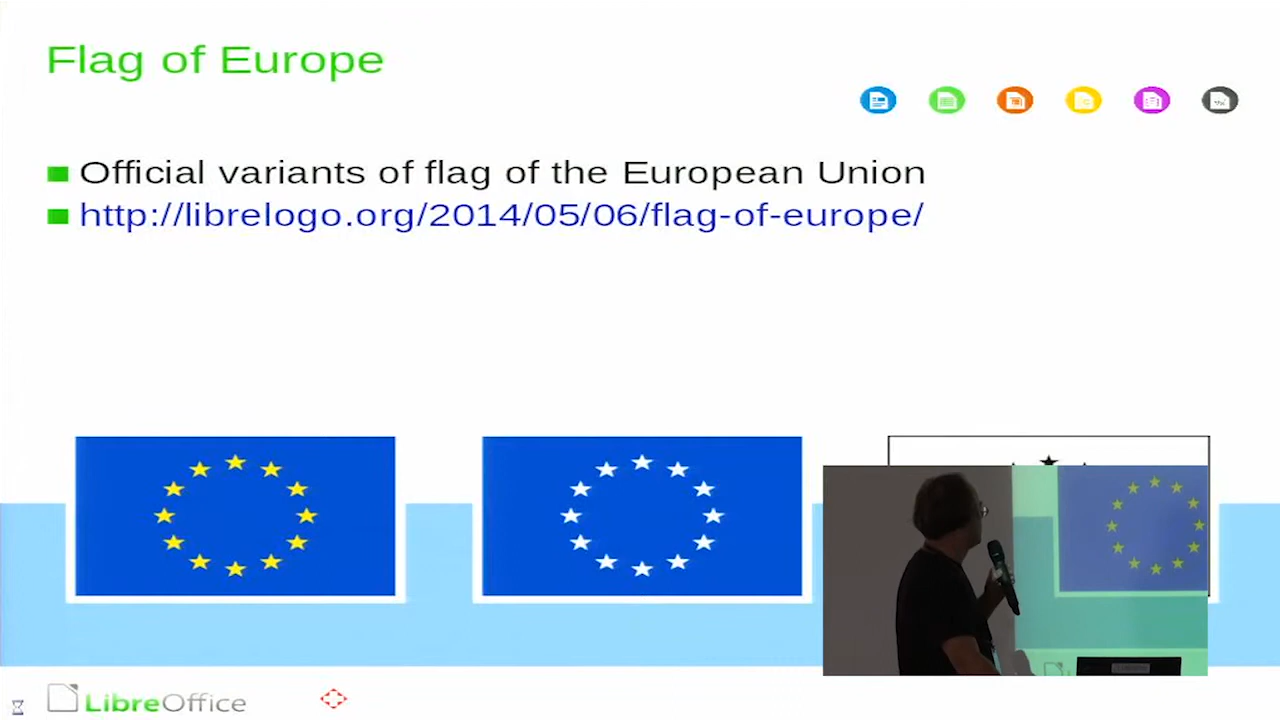 Flag of Europe
Official variants of flag of the European Union
http://librelogo.org/2014/05/06/flag-of-europe/
LibreOffice